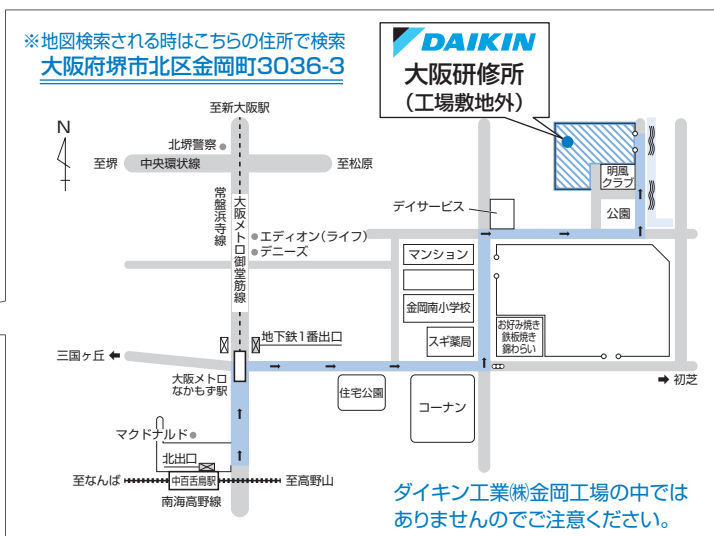 ※地図検索される時はこちらの住所で検索
大阪府堺市北区金岡町3036-3
DAIKIN
大阪研修所
(工場敷地外)
至新大阪駅
N
北堺警察
至堺
中央環状線
至松原
常盤浜寺線
大阪メトロ御堂筋線
明風
クラブ
公園
デイサービス
エディオン(ライフ)
デニーズ
マンション
金岡南小学校
スギ薬局
お好み焼き
鉄板焼き
錦わらい
地下鉄1番出口
三国ヶ丘
大阪メトロ
なかもず駅
初芝
住宅公園
コーナン
マクドナルド
北出口
至なんば
中百舌鳥駅
至高野山
南海高野線
ダイキン工業㈱金岡工場の中では
ありませんのでご注意ください。